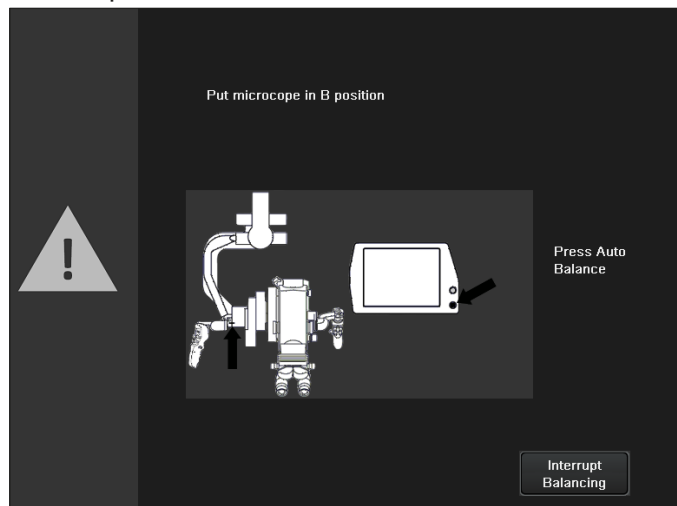 Put microcope in B position
Press Auto
Balance
Interrupt
Balancing